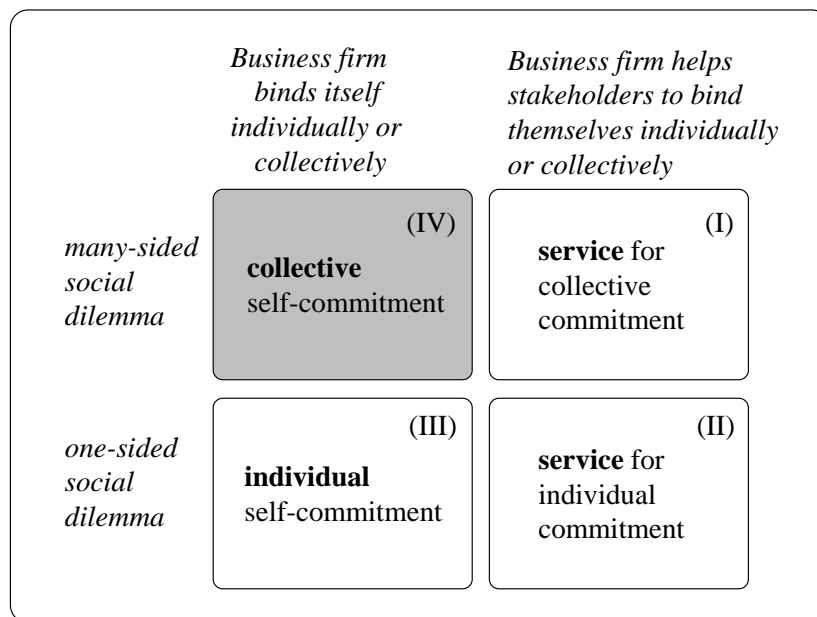 Business firm
binds itself
individually or
collectively
Business firm helps
stakeholders to bind
themselves individually
or collectively
many-sided
social
dilemma
(IV)
collective
self-commitment
(I)
service for
collective
commitment
one-sided
social
dilemma
(III)
individual
self-commitment
(II)
service for
individual
commitment